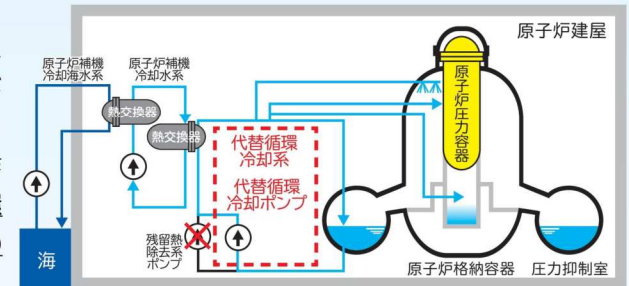 原子炉建屋
原子炉補機
冷却海水系
原子炉補機
冷却水系
熱交換器
熱交換器
原子炉圧力容器
代替循環
冷却系
代替循環
冷却ポンプ
残留熱
除去系
ポンプ
海
原子炉格納容器
圧力抑制室